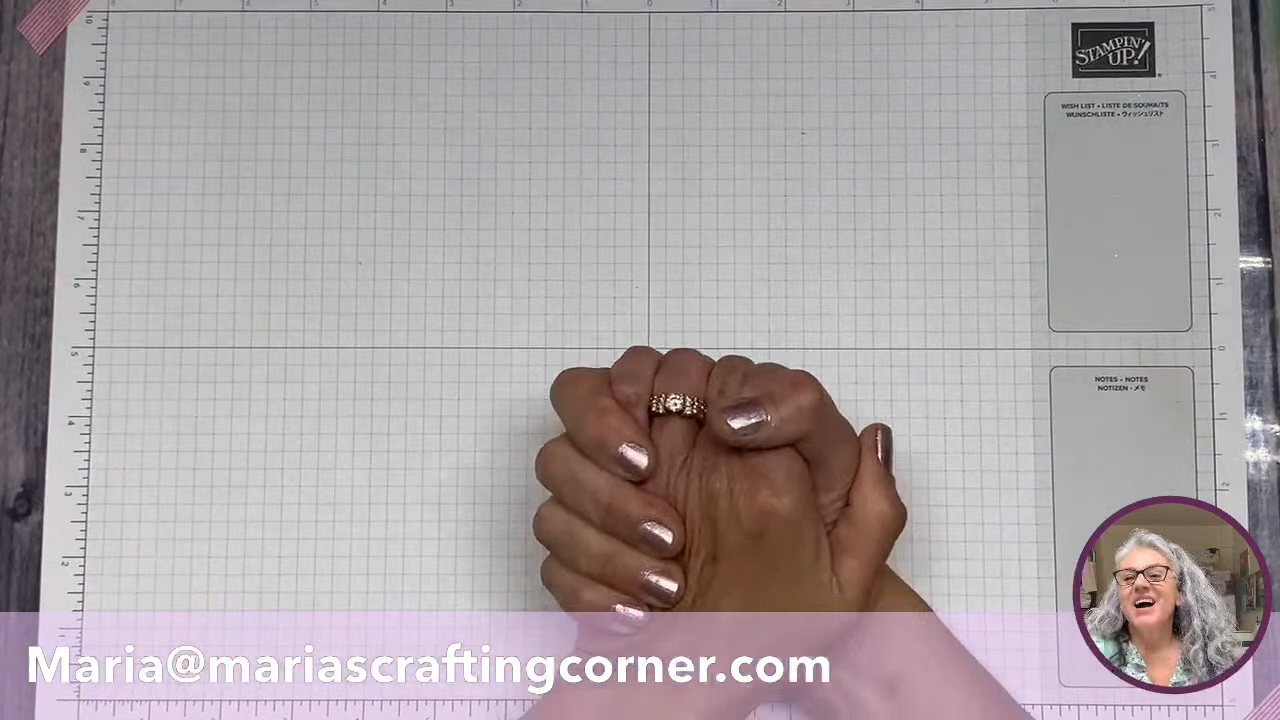 STAMPIN' UP!
WISH LIST • LISTE DE SOUHAITS
WUNSCHLISTE • ウィッシュリスト
NOTES • NOTES
NOTIZEN • メモ
Maria@mariascraftingcorner.com